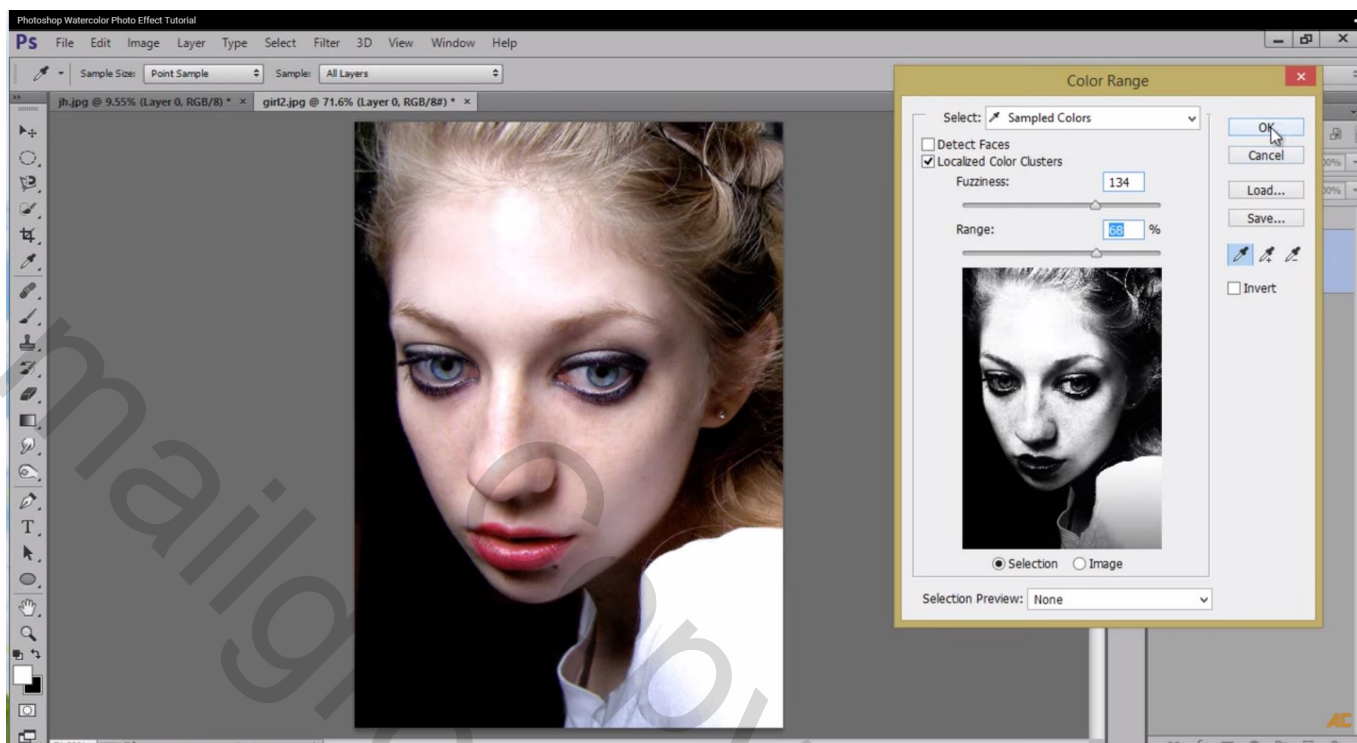 Photoshop Watercolor Photo Effect Tutorial
Ps File Edit Image Layer Type Select Filter 3D View Window Help
Sample Size: Point Sample Sample: All Layers
jh.jpg @ 9.55% (Layer 0, RGB/8) * × girl2.jpg @ 71.6% (Layer 0, RGB/8#) * ×
Color Range
Select: Sampled Colors
Detect Faces
Localized Color Clusters
Fuzziness: 134
Range: 68 %
Selection Image
Selection Preview: None
OK
Cancel
Load...
Save...
Invert
T
AC